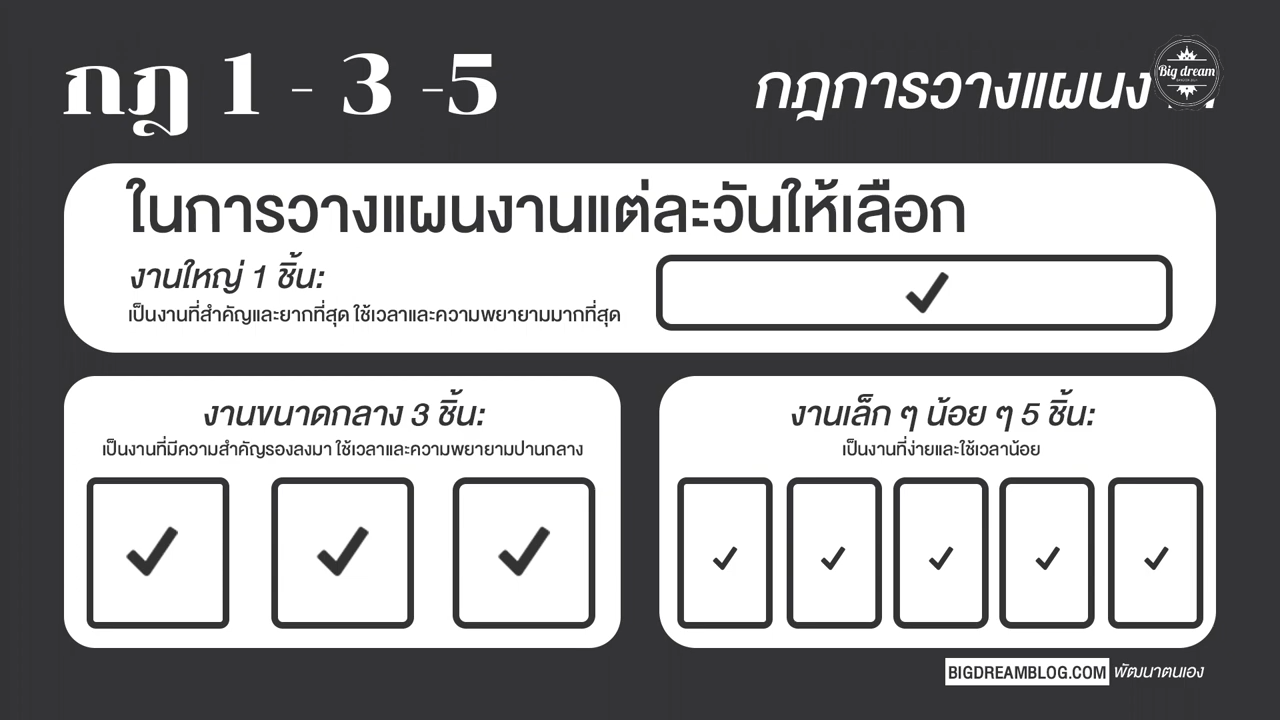 กฎ 1 - 3 -5
กฎการวางแผนง
Big dream
ในการวางแผนงานแต่ละวันให้เลือก
งานใหญ่ 1 ชิ้น:
เป็นงานที่สำคัญและยากที่สุด ใช้เวลาและความพยายามมากที่สุด
งานขนาดกลาง 3 ชิ้น:
เป็นงานที่มีความสำคัญรองลงมา ใช้เวลาและความพยายามปานกลาง
งานเล็ก ๆ น้อย ๆ 5 ชิ้น:
เป็นงานที่ง่ายและใช้เวลาน้อย
BIGDREAMBLOG.COM พัฒนาตนเอง